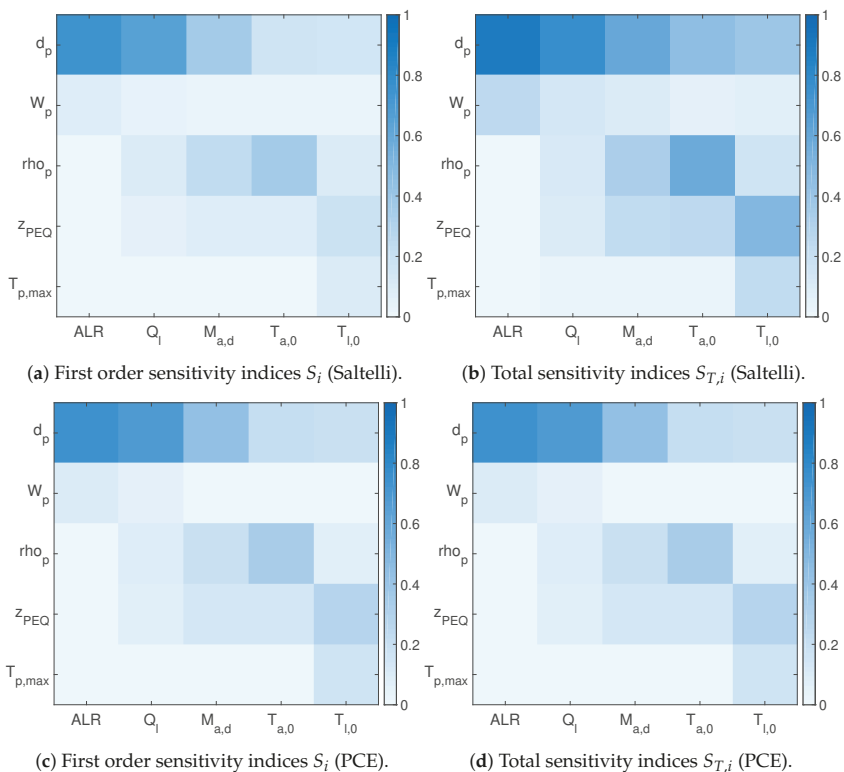 d_p
W_p
rho_p
z_PEQ
T_p,max
ALR Q_l M_a,d T_a,0 T_l,0
1
0.8
0.6
0.4
0.2
0
(a) First order sensitivity indices S_i (Saltelli).
d_p
W_p
rho_p
z_PEQ
T_p,max
ALR Q_l M_a,d T_a,0 T_l,0
1
0.8
0.6
0.4
0.2
0
(b) Total sensitivity indices S_T,i (Saltelli).
d_p
W_p
rho_p
z_PEQ
T_p,max
ALR Q_l M_a,d T_a,0 T_l,0
1
0.8
0.6
0.4
0.2
0
(c) First order sensitivity indices S_i (PCE).
d_p
W_p
rho_p
z_PEQ
T_p,max
ALR Q_l M_a,d T_a,0 T_l,0
1
0.8
0.6
0.4
0.2
0
(d) Total sensitivity indices S_T,i (PCE).